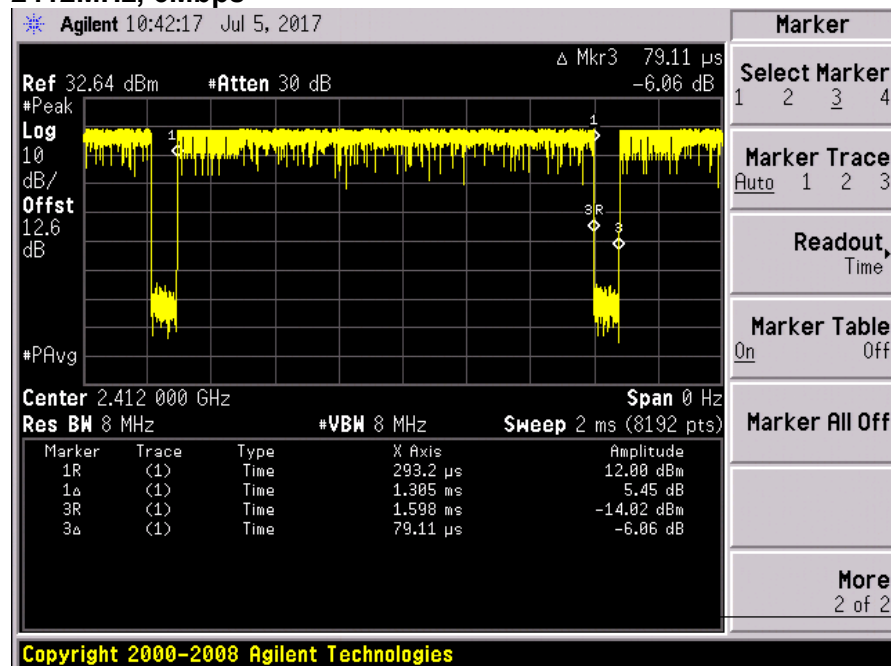 Agilent 10:42:17 Jul 5, 2017
Marker
Δ Mkr3 79.11 µs
Ref 32.64 dBm #Atten 30 dB -6.06 dB
#Peak
Log
10
dB/
Offst
12.6
dB
#PAvg
1
1
3R
3
Center 2.412 000 GHz Span 0 Hz
Res BW 8 MHz #VBW 8 MHz Sweep 2 ms (8192 pts)
Marker Trace Type X Axis Amplitude
1R (1) Time 293.2 µs 12.00 dBm
1Δ (1) Time 1.305 ms 5.45 dB
3R (1) Time 1.598 ms -14.02 dBm
3Δ (1) Time 79.11 µs -6.06 dB
Select Marker
1 2 3 4
Marker Trace
Auto 1 2 3
Readout
Time
Marker Table
On Off
Marker All Off
More
2 of 2
Copyright 2000-2008 Agilent Technologies